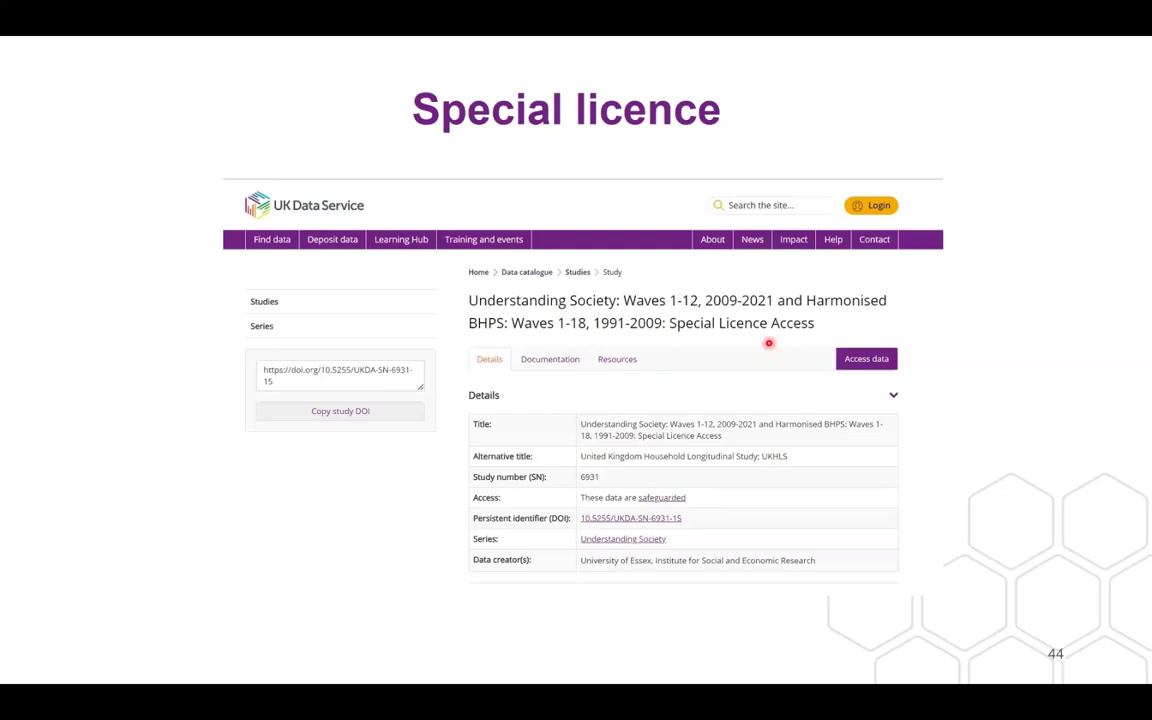 Special licence
UK Data Service
Search the site...
Login
Find data
Deposit data
Learning Hub
Training and events
About
News
Impact
Help
Contact
Home > Data catalogue > Studies > Study
Studies
Series
https://doi.org/10.5255/UKDA-SN-6931-
15
Copy study DOI
Understanding Society: Waves 1-12, 2009-2021 and Harmonised
BHPS: Waves 1-18, 1991-2009: Special Licence Access
Details
Documentation
Resources
Access data
Details
Title: Understanding Society: Waves 1-12, 2009-2021 and Harmonised BHPS: Waves 1-
18, 1991-2009: Special Licence Access
Alternative title: United Kingdom Household Longitudinal Study; UKHLS
Study number (SN): 6931
Access: These data are safeguarded
Persistent identifier (DOI): 10.5255/UKDA-SN-6931-15
Series: Understanding Society
Data creator(s): University of Essex, Institute for Social and Economic Research
44